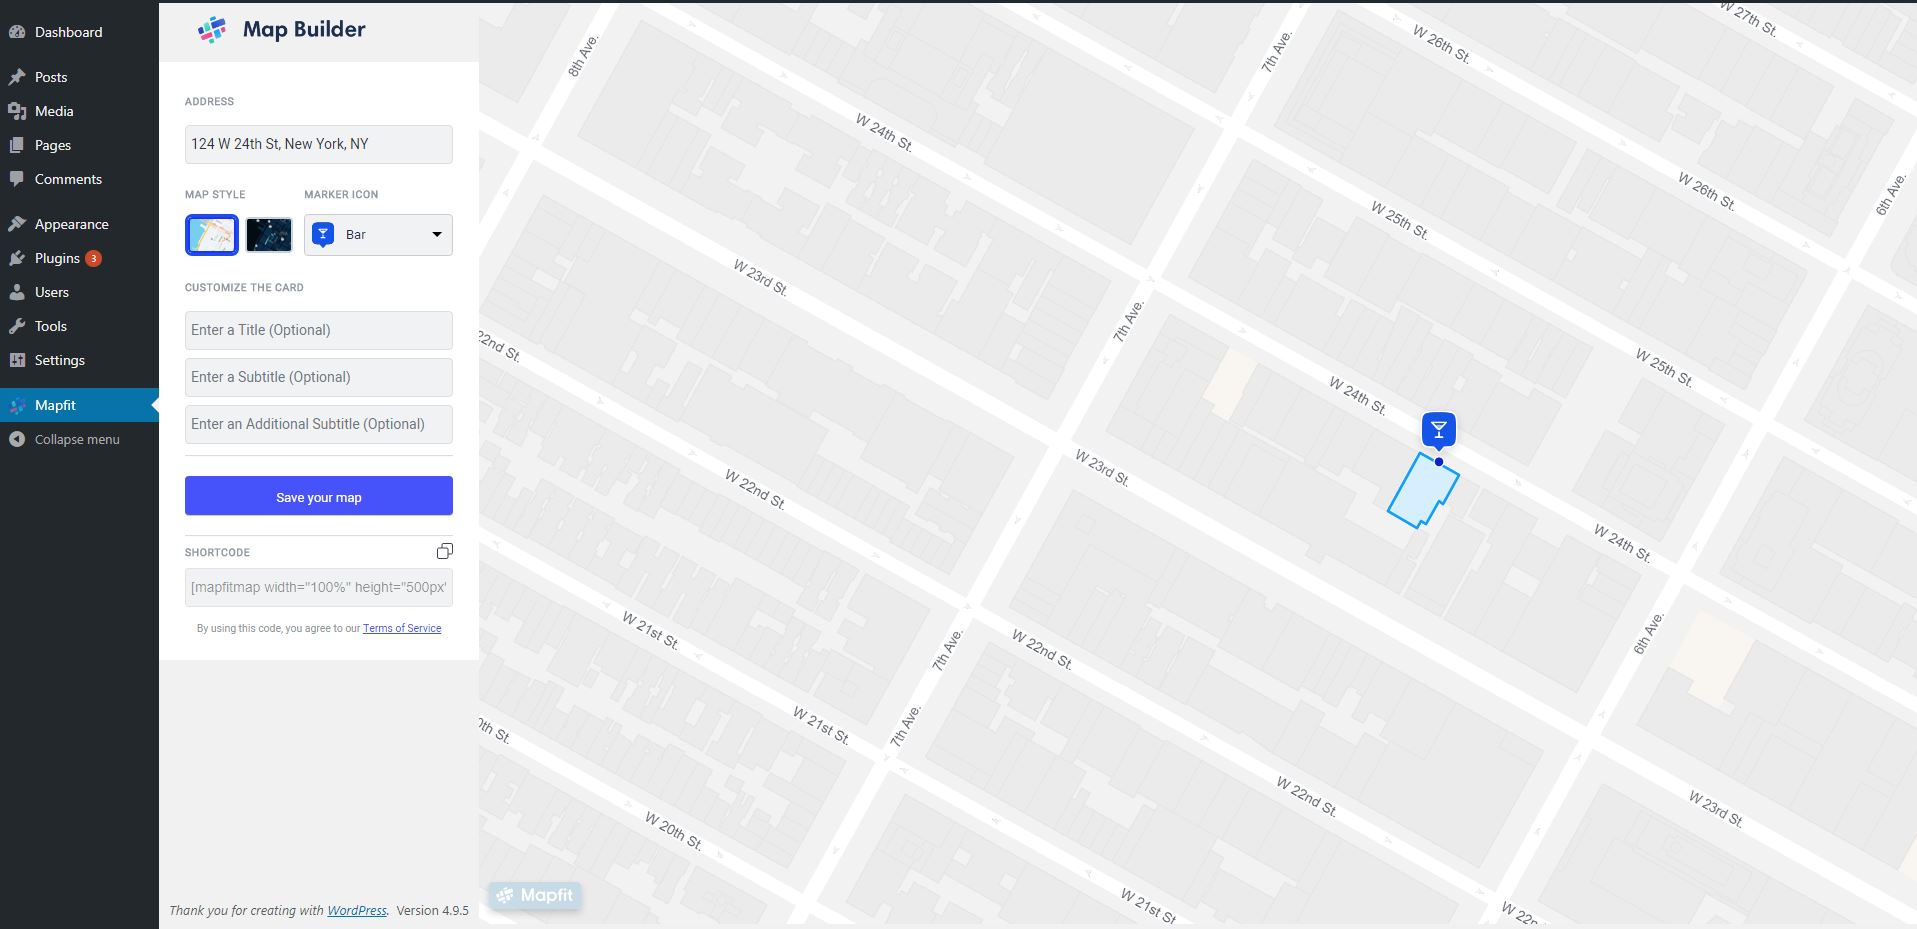 Dashboard
Posts
Media
Pages
Comments
Appearance
Plugins 3
Users
Tools
Settings
Mapfit
Collapse menu
Map Builder
ADDRESS
124 W 24th St, New York, NY
MAP STYLE
MARKER ICON
Bar
CUSTOMIZE THE CARD
Enter a Title (Optional)
Enter a Subtitle (Optional)
Enter an Additional Subtitle (Optional)
Save your map
SHORTCODE
[mapfitmap width="100%" height="500px"
By using this code, you agree to our Terms of Service
Thank you for creating with WordPress. Version 4.9.5
8th Ave.
7th Ave.
W 26th St.
W 27th St.
W 24th St.
W 26th St.
6th Ave.
W 25th St.
W 23rd St.
7th Ave.
22nd St.
W 24th St.
W 25th St.
W 23rd St.
W 22nd St.
W 24th St.
W 21st St.
W 22nd St.
7th Ave.
6th Ave.
0th St.
W 21st St.
7th Ave.
W 22nd St.
W 23rd St.
W 20th St.
Mapfit
W 21st St.
W 22n